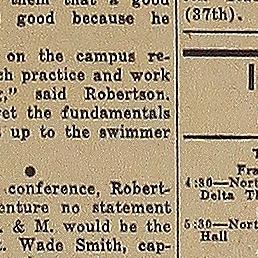 them that a good
good because he
on the campus re-
ch practice and work
," said Robertson.
et the fundamentals
s up to the swimmer
conference, Robert-
enture no statement
. & M. would be the
t. Wade Smith, cap-
(37th).
T
Fra
4:30—Nort
Delta Th
5:30—Nort
Hall